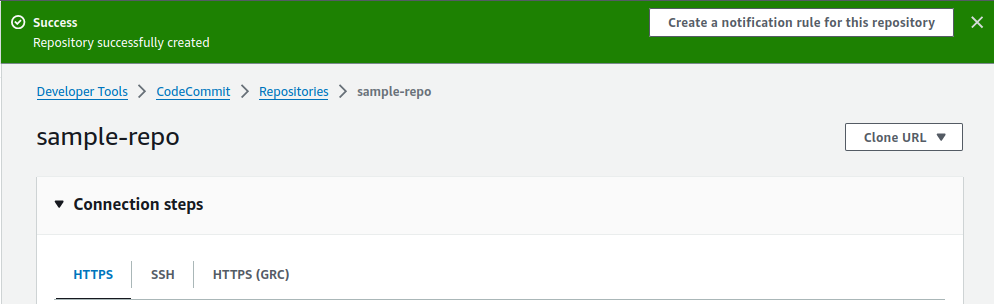 Success
Create a notification rule for this repository
Repository successfully created
Developer Tools > CodeCommit > Repositories > sample-repo
sample-repo
Clone URL
Connection steps
HTTPS SSH HTTPS (GRC)